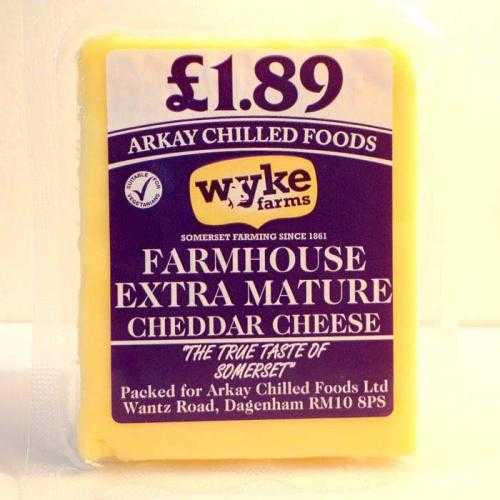 £1.89
ARKAY CHILLED FOODS
SUITABLE FOR
VEGETARIANS
wyke
farms
SOMERSET FARMING SINCE 1861
FARMHOUSE
EXTRA MATURE
CHEDDAR CHEESE
"THE TRUE TASTE OF
SOMERSET"
Packed for Arkay Chilled Foods Ltd
Wantz Road, Dagenham RM10 8PS